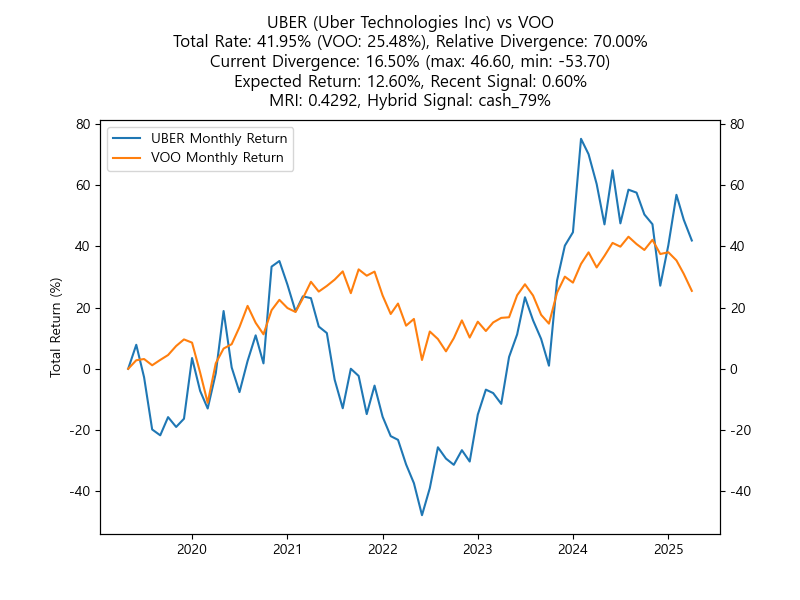 UBER (Uber Technologies Inc) vs VOO
Total Rate: 41.95% (VOO: 25.48%), Relative Divergence: 70.00%
Current Divergence: 16.50% (max: 46.60, min: -53.70)
Expected Return: 12.60%, Recent Signal: 0.60%
MRI: 0.4292, Hybrid Signal: cash_79%
UBER Monthly Return
VOO Monthly Return
Total Return (%)
80
60
40
20
0
-20
-40
80
60
40
20
0
-20
-40
2020
2021
2022
2023
2024
2025